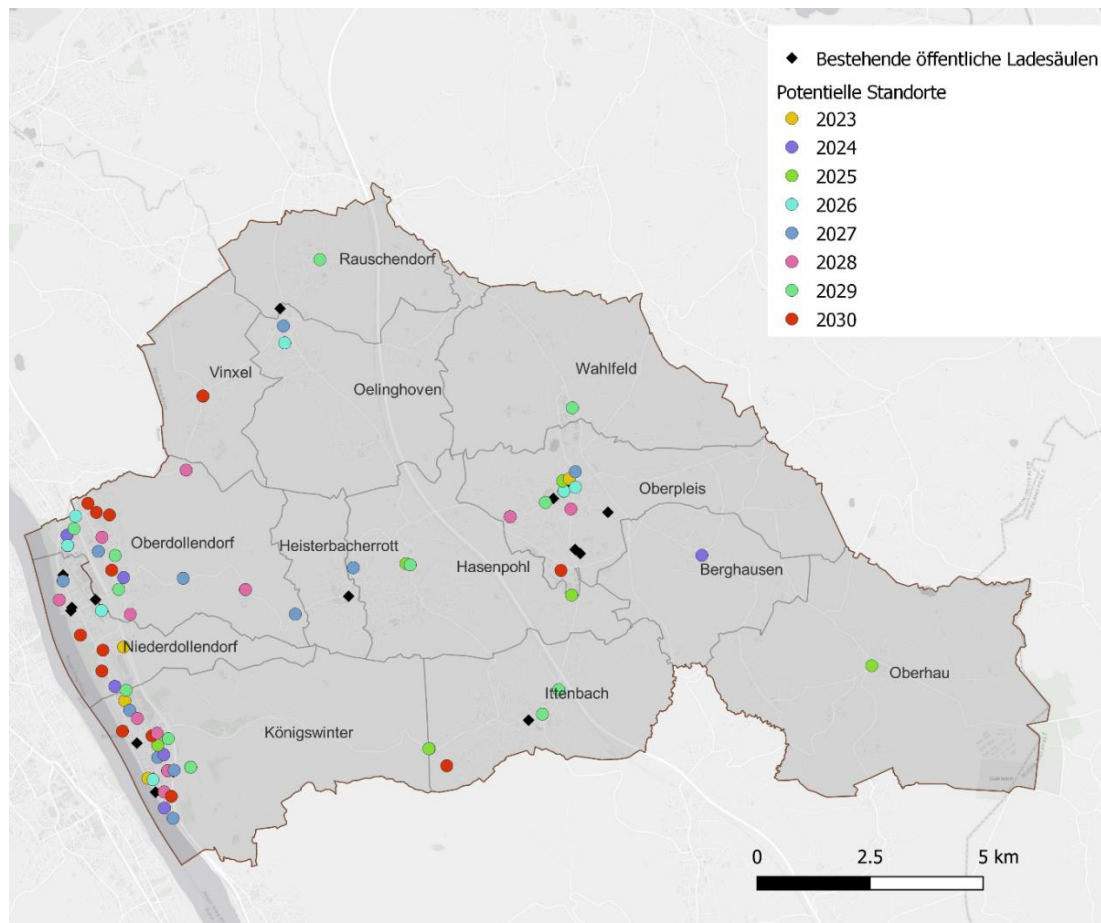 Bestehende öffentliche Ladesäulen
Potentielle Standorte
2023
2024
2025
2026
2027
2028
2029
2030
Rauschendorf
Vinxel
Oelinghoven
Wahlfeld
Oberpleis
Oberdollendorf
Heisterbacherrott
Hasenpohl
Berghausen
Niederdollendorf
Oberhau
Ittenbach
Königswinter
0 2.5 5 km